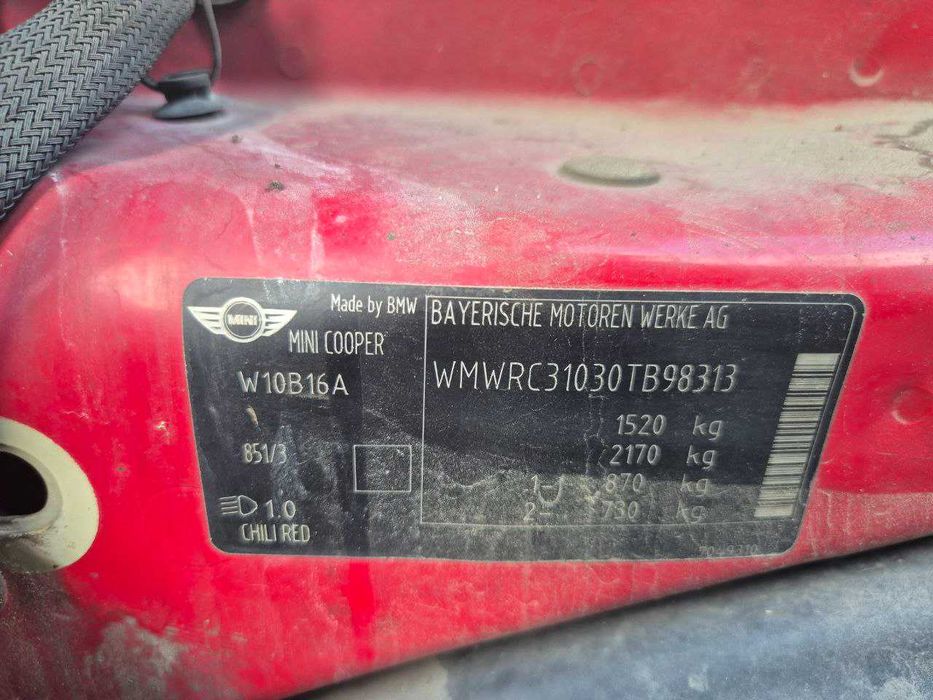 MINI
Made by BMW
MINI COOPER
W10B16A
851/3
1.0
CHILI RED
BAYERISCHE MOTOREN WERKE AG
WMWRC31030TB98313
1520 kg
2170 kg
1- 870 kg
2- 730 kg